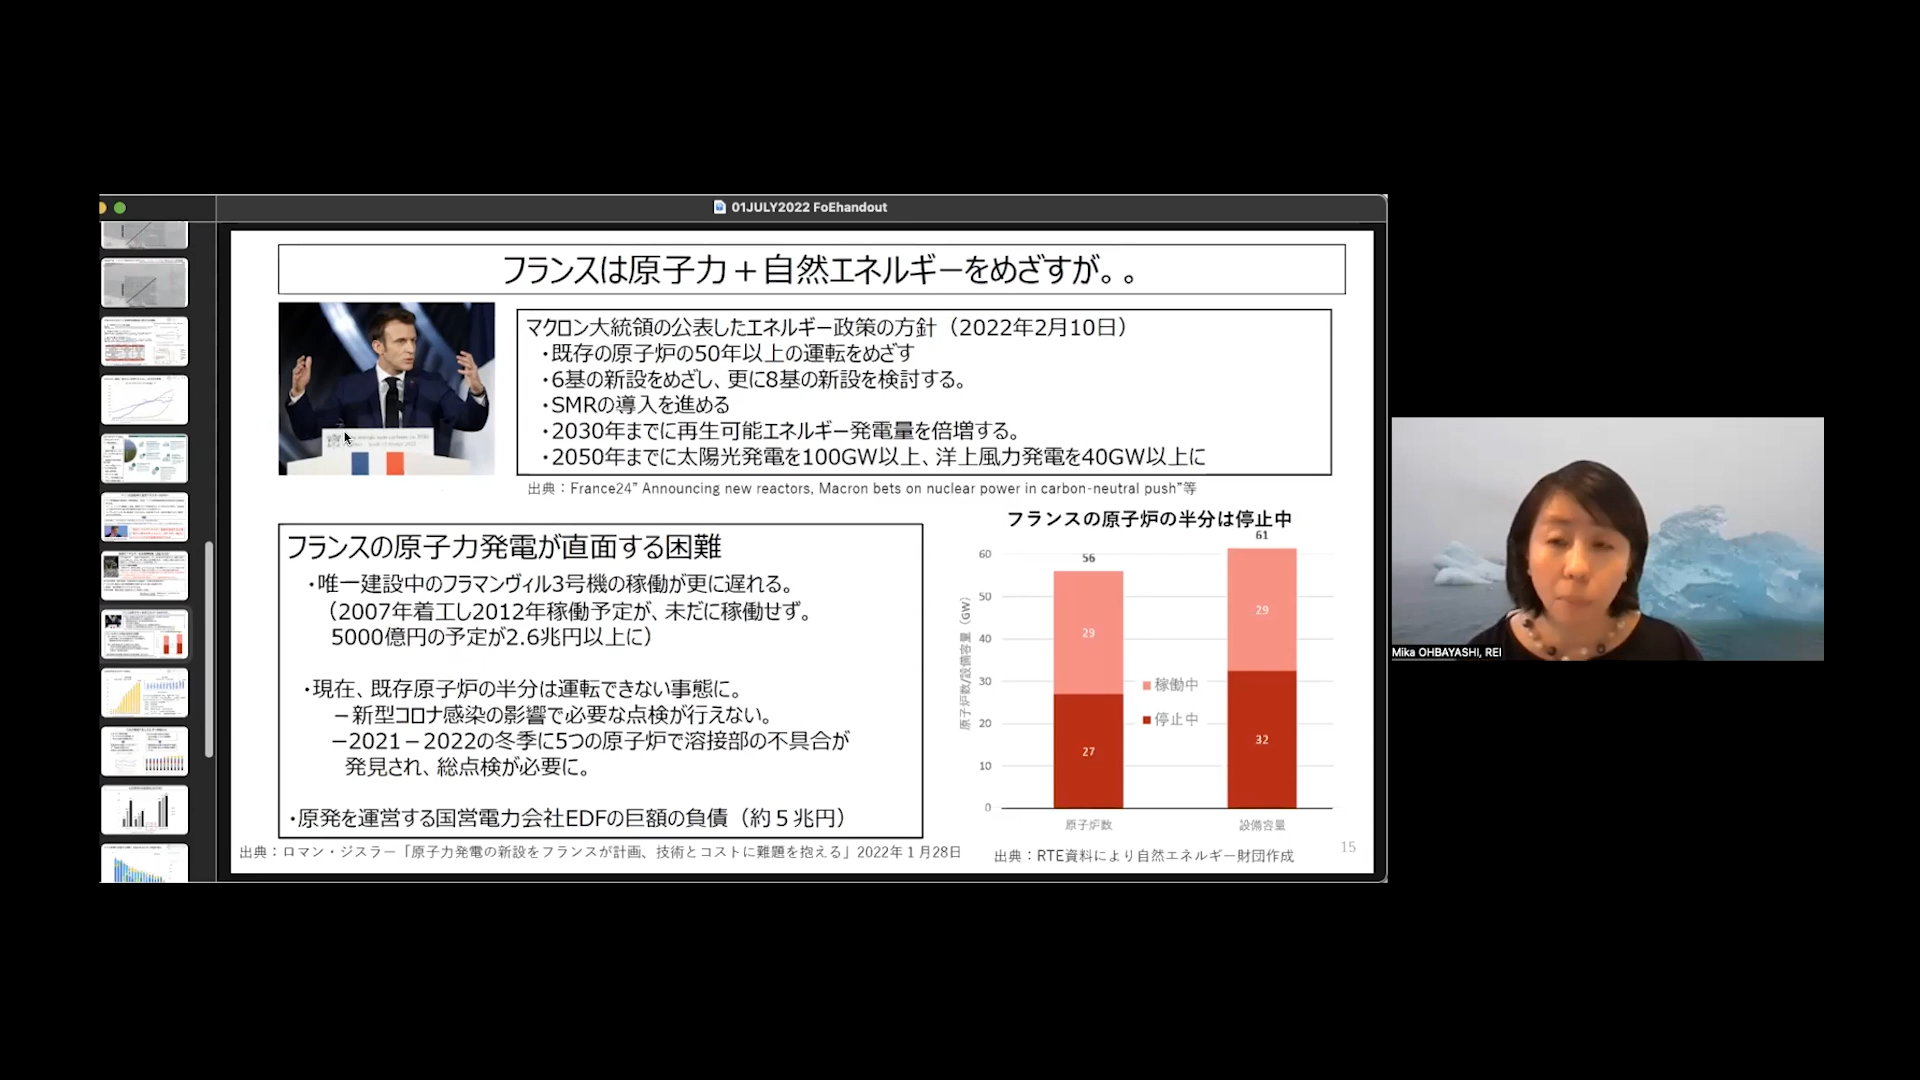 01JULY2022 FoEhandout
フランスは原子力＋自然エネルギーをめざすが。。
マクロン大統領の公表したエネルギー政策の方針（2022年2月10日）
・既存の原子炉の50年以上の運転をめざす
・6基の新設をめざし、更に8基の新設を検討する。
・SMRの導入を進める
・2030年までに再生可能エネルギー発電量を倍増する。
・2050年までに太陽光発電を100GW以上、洋上風力発電を40GW以上に
出典：France24” Announcing new reactors, Macron bets on nuclear power in carbon-neutral push”等
フランスの原子力発電が直面する困難
・唯一建設中のフラマンヴィル3号機の稼働が更に遅れる。
（2007年着工し2012年稼働予定が、未だに稼働せず。
5000億円の予定が2.6兆円以上に）
・現在、既存原子炉の半分は運転できない事態に。
－新型コロナ感染の影響で必要な点検が行えない。
－2021－2022の冬季に5つの原子炉で溶接部の不具合が
発見され、総点検が必要に。
・原発を運営する国営電力会社EDFの巨額の負債（約５兆円）
出典：ロマン・ジスラー「原子力発電の新設をフランスが計画、技術とコストに難題を抱える」2022年１月28日
フランスの原子炉の半分は停止中
原子炉数/設備容量（GW）
60
50
40
30
20
10
0
56
61
29
29
27
32
稼働中
停止中
原子炉数
設備容量
出典：RTE資料により自然エネルギー財団作成
15
Mika OHBAYASHI, REI